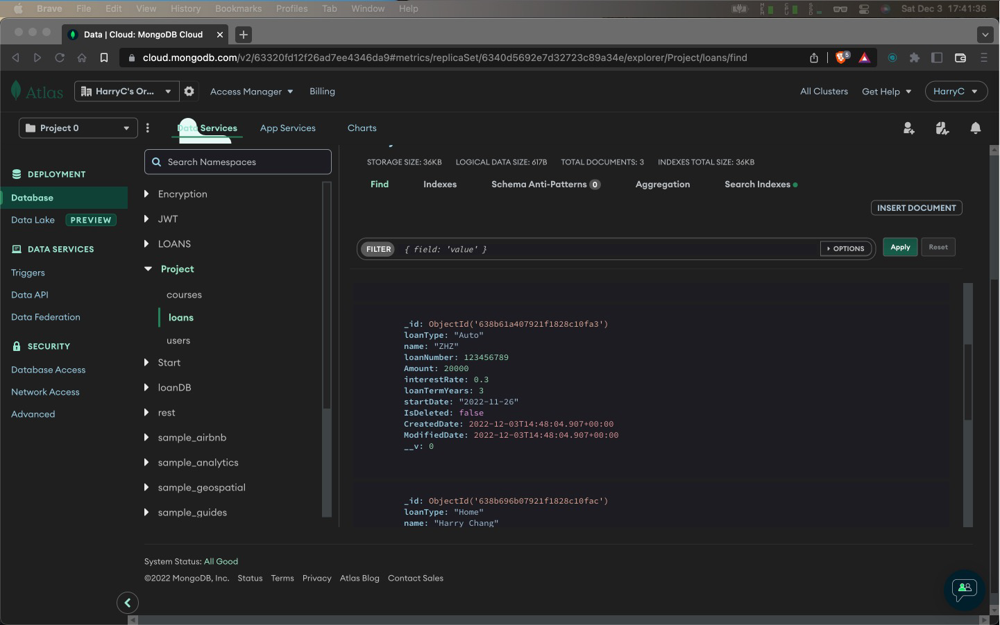 Brave File Edit View History Bookmarks Profiles Tab Window Help Sat Dec 3 17:41:36
Data | Cloud: MongoDB Cloud
cloud.mongodb.com/v2/63320fd12f26ad7ee4346da9#metrics/replicaSet/6340d5692e7d32723c89a34e/explorer/Project/loans/find 5
Atlas HarryC's Or... Access Manager Billing All Clusters Get Help HarryC
Project 0 Data Services App Services Charts
DEPLOYMENT
Database
Data Lake PREVIEW
DATA SERVICES
Triggers
Data API
Data Federation
SECURITY
Database Access
Network Access
Advanced
Search Namespaces
Encryption
JWT
LOANS
Project
courses
loans
users
Start
loanDB
rest
sample_airbnb
sample_analytics
sample_geospatial
sample_guides
STORAGE SIZE: 36KB LOGICAL DATA SIZE: 617B TOTAL DOCUMENTS: 3 INDEXES TOTAL SIZE: 36KB
Find Indexes Schema Anti-Patterns 0 Aggregation Search Indexes
INSERT DOCUMENT
FILTER { field: 'value' } OPTIONS Apply Reset
_id: ObjectId('638b61a407921f1828c10fa3')
loanType: "Auto"
name: "ZHZ"
loanNumber: 123456789
Amount: 20000
interestRate: 0.3
loanTermYears: 3
startDate: "2022-11-26"
IsDeleted: false
CreatedDate: 2022-12-03T14:48:04.907+00:00
ModifiedDate: 2022-12-03T14:48:04.907+00:00
__v: 0
_id: ObjectId('638b696b07921f1828c10fac')
loanType: "Home"
name: "Harry Chang"
System Status: All Good
©2022 MongoDB, Inc. Status Terms Privacy Atlas Blog Contact Sales